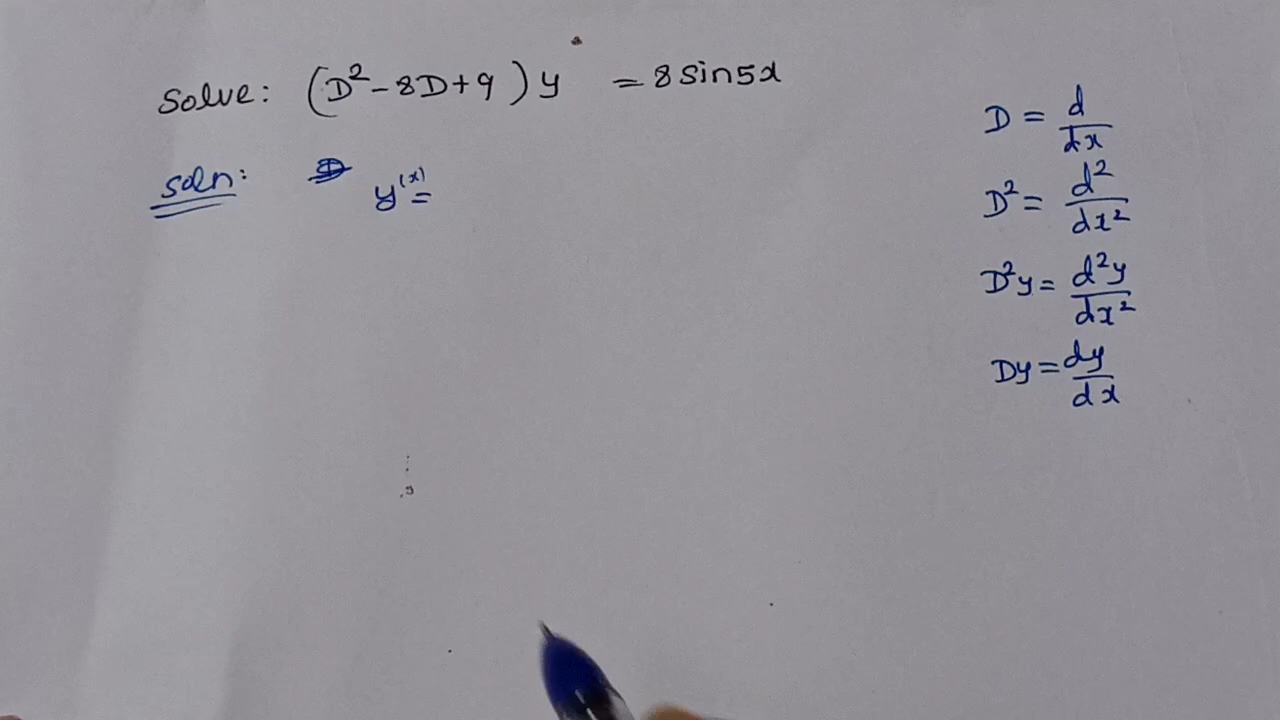 Solve: (D² - 8D + 9) y = 8 sin5x
Soln: y(x) =
D = d/dx
D² = d²/dx²
D²y = d²y/dx²
Dy = dy/dx